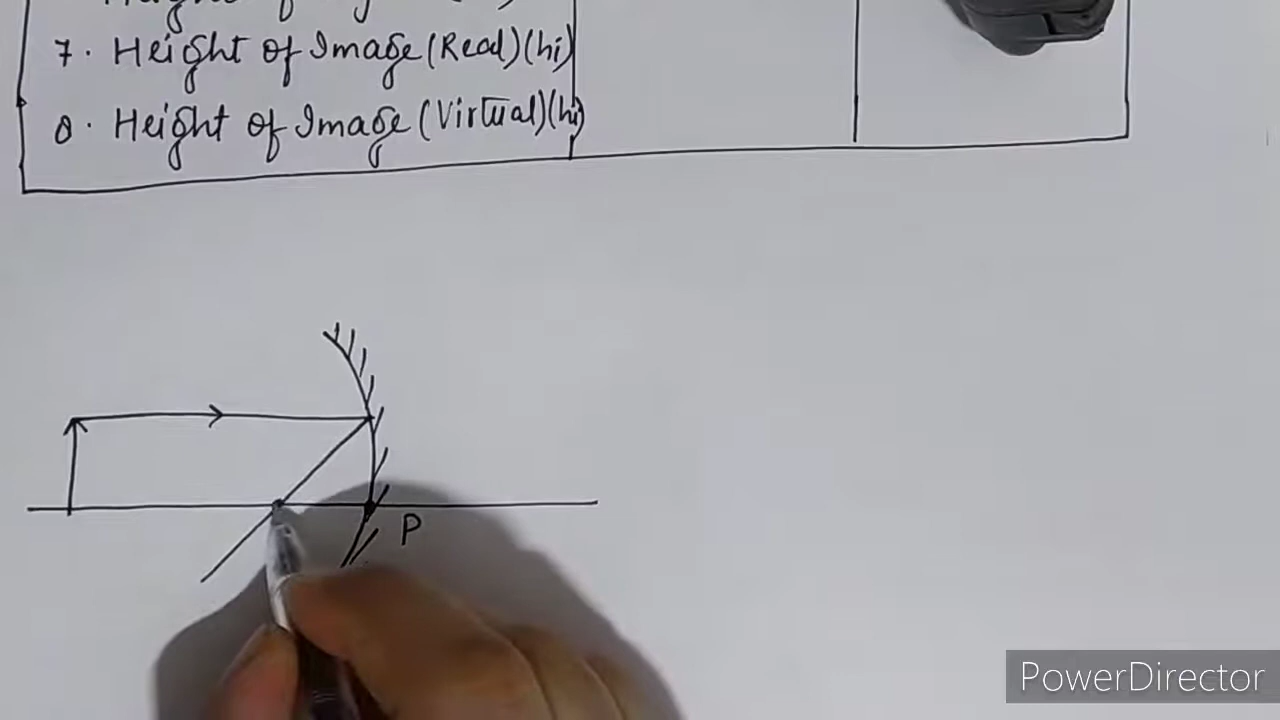 7. Height of Image (Real) (hi)
8. Height of Image (Virtual) (hi)
P
PowerDirector